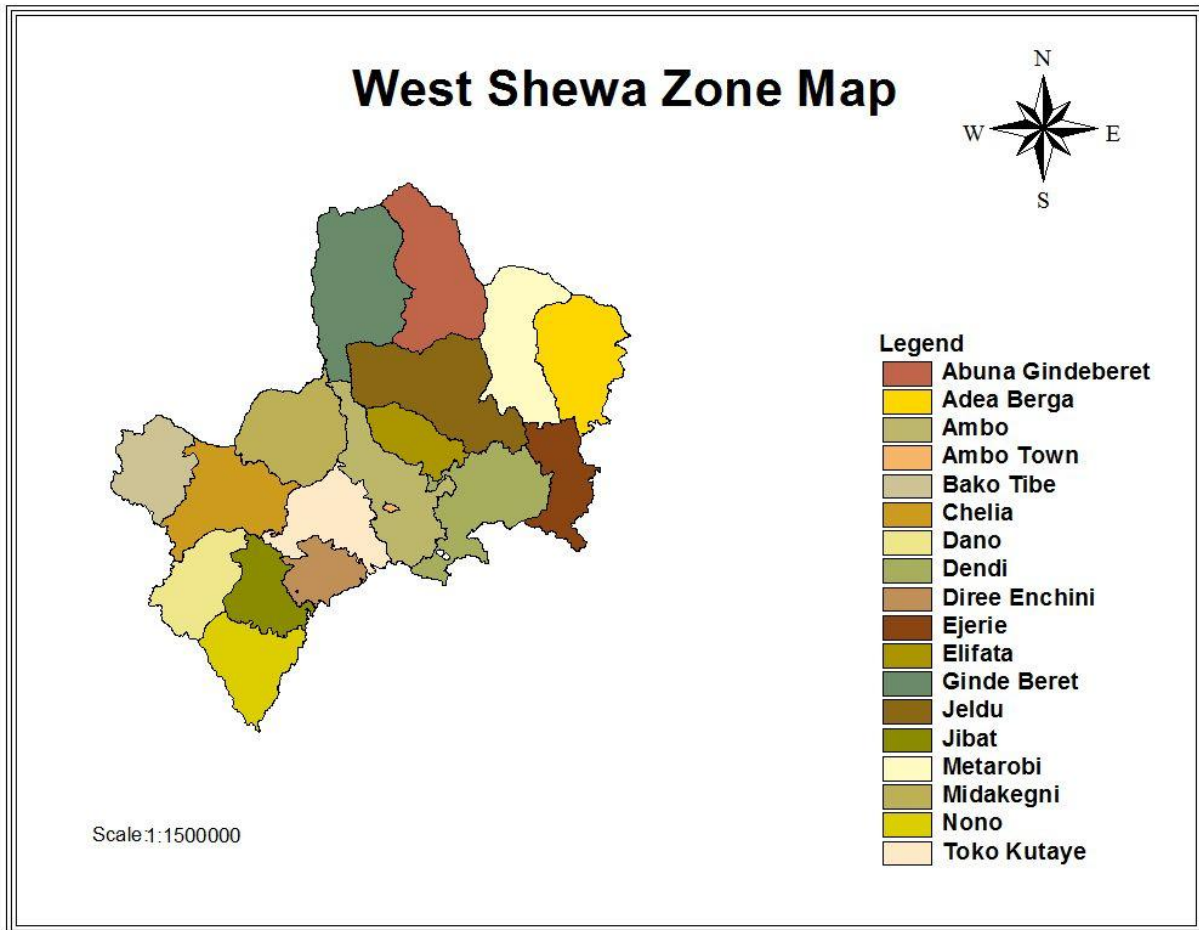 West Shewa Zone Map
N
W
E
S
Legend
Abuna Gindeberet
Adea Berga
Ambo
Ambo Town
Bako Tibe
Chelia
Dano
Dendi
Diree Enchini
Ejerie
Elifata
Ginde Beret
Jeldu
Jibat
Metarobi
Midakegni
Nono
Toko Kutaye
Scale:1:1500000